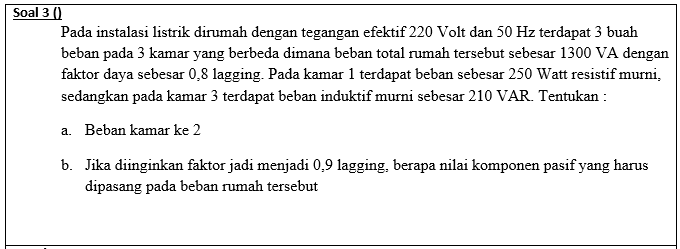 Soal 3 ()
Pada instalasi listrik dirumah dengan tegangan efektif 220 Volt dan 50 Hz terdapat 3 buah
beban pada 3 kamar yang berbeda dimana beban total rumah tersebut sebesar 1300 VA dengan
faktor daya sebesar 0,8 lagging. Pada kamar 1 terdapat beban sebesar 250 Watt resistif murni,
sedangkan pada kamar 3 terdapat beban induktif murni sebesar 210 VAR. Tentukan :
a. Beban kamar ke 2
b. Jika diinginkan faktor jadi menjadi 0,9 lagging, berapa nilai komponen pasif yang harus
dipasang pada beban rumah tersebut